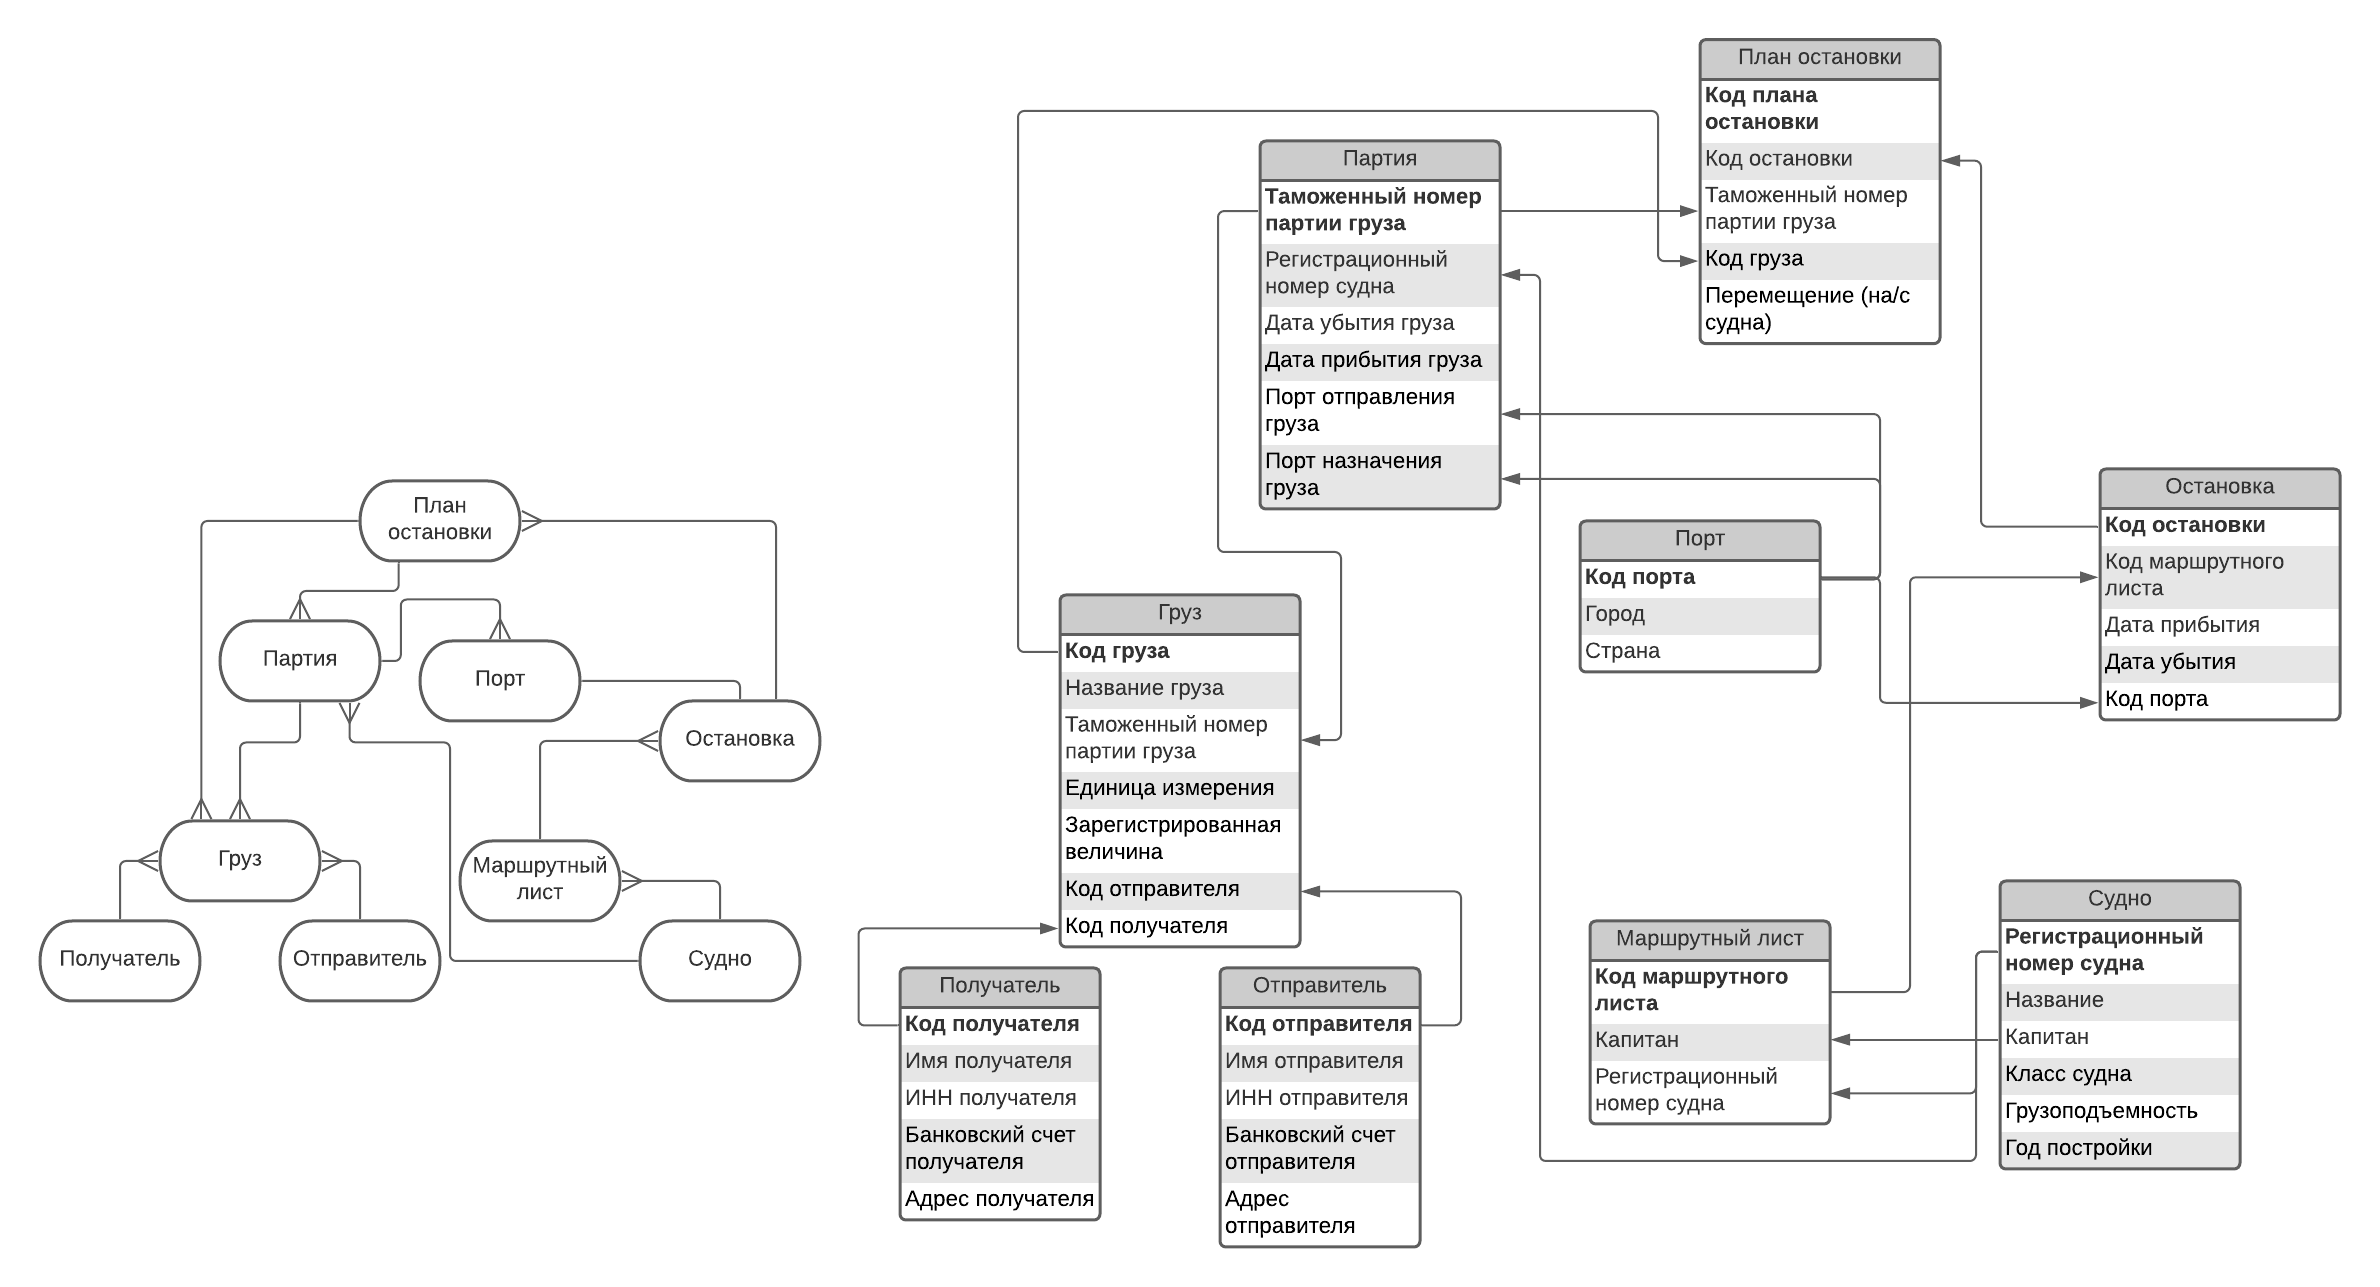 План
остановки
Партия
Порт
Остановка
Груз
Маршрутный
лист
Получатель
Отправитель
Судно
План остановки
Код плана
остановки
Код остановки
Таможенный номер
партии груза
Код груза
Перемещение (на/с
судна)
Партия
Таможенный номер
партии груза
Регистрационный
номер судна
Дата убытия груза
Дата прибытия груза
Порт отправления
груза
Порт назначения
груза
Порт
Код порта
Город
Страна
Остановка
Код остановки
Код маршрутного
листа
Дата прибытия
Дата убытия
Код порта
Груз
Код груза
Название груза
Таможенный номер
партии груза
Единица измерения
Зарегистрированная
величина
Код отправителя
Код получателя
Получатель
Код получателя
Имя получателя
ИНН получателя
Банковский счет
получателя
Адрес получателя
Отправитель
Код отправителя
Имя отправителя
ИНН отправителя
Банковский счет
отправителя
Адрес
отправителя
Маршрутный лист
Код маршрутного
листа
Капитан
Регистрационный
номер судна
Судно
Регистрационный
номер судна
Название
Капитан
Класс судна
Грузоподъемность
Год постройки